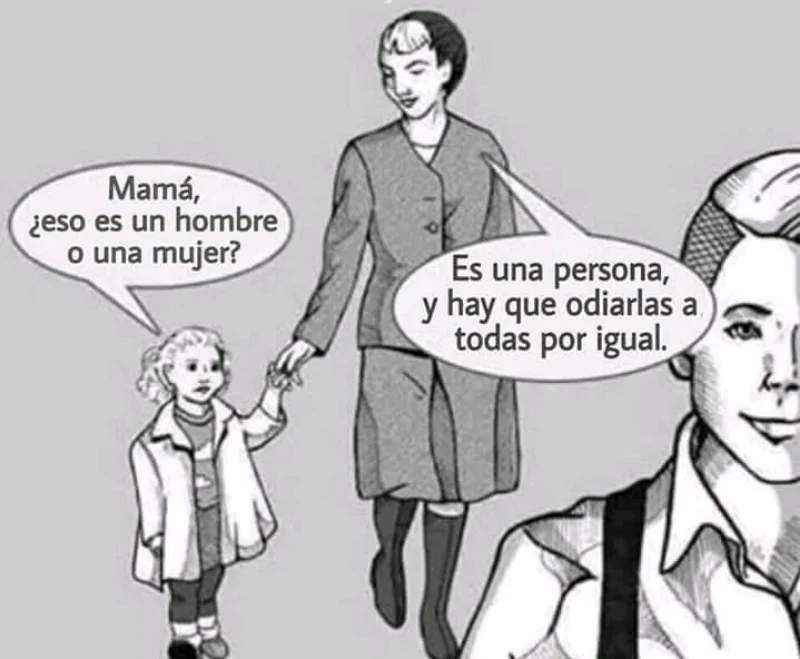 Mamá,
¿eso es un hombre
o una mujer?
Es una persona,
y hay que odiarlas a
todas por igual.